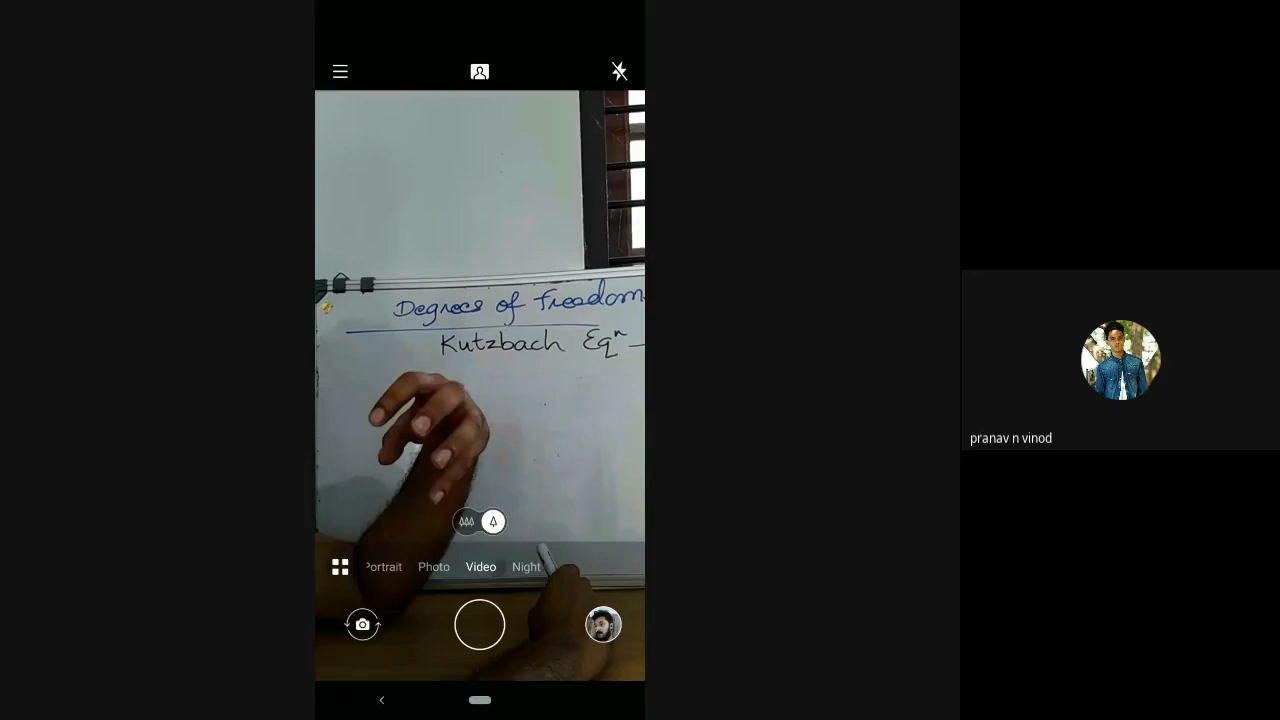 Degrees of freedom
Kutzbach Eqⁿ –
Portrait Photo Video Night
pranav n vinod